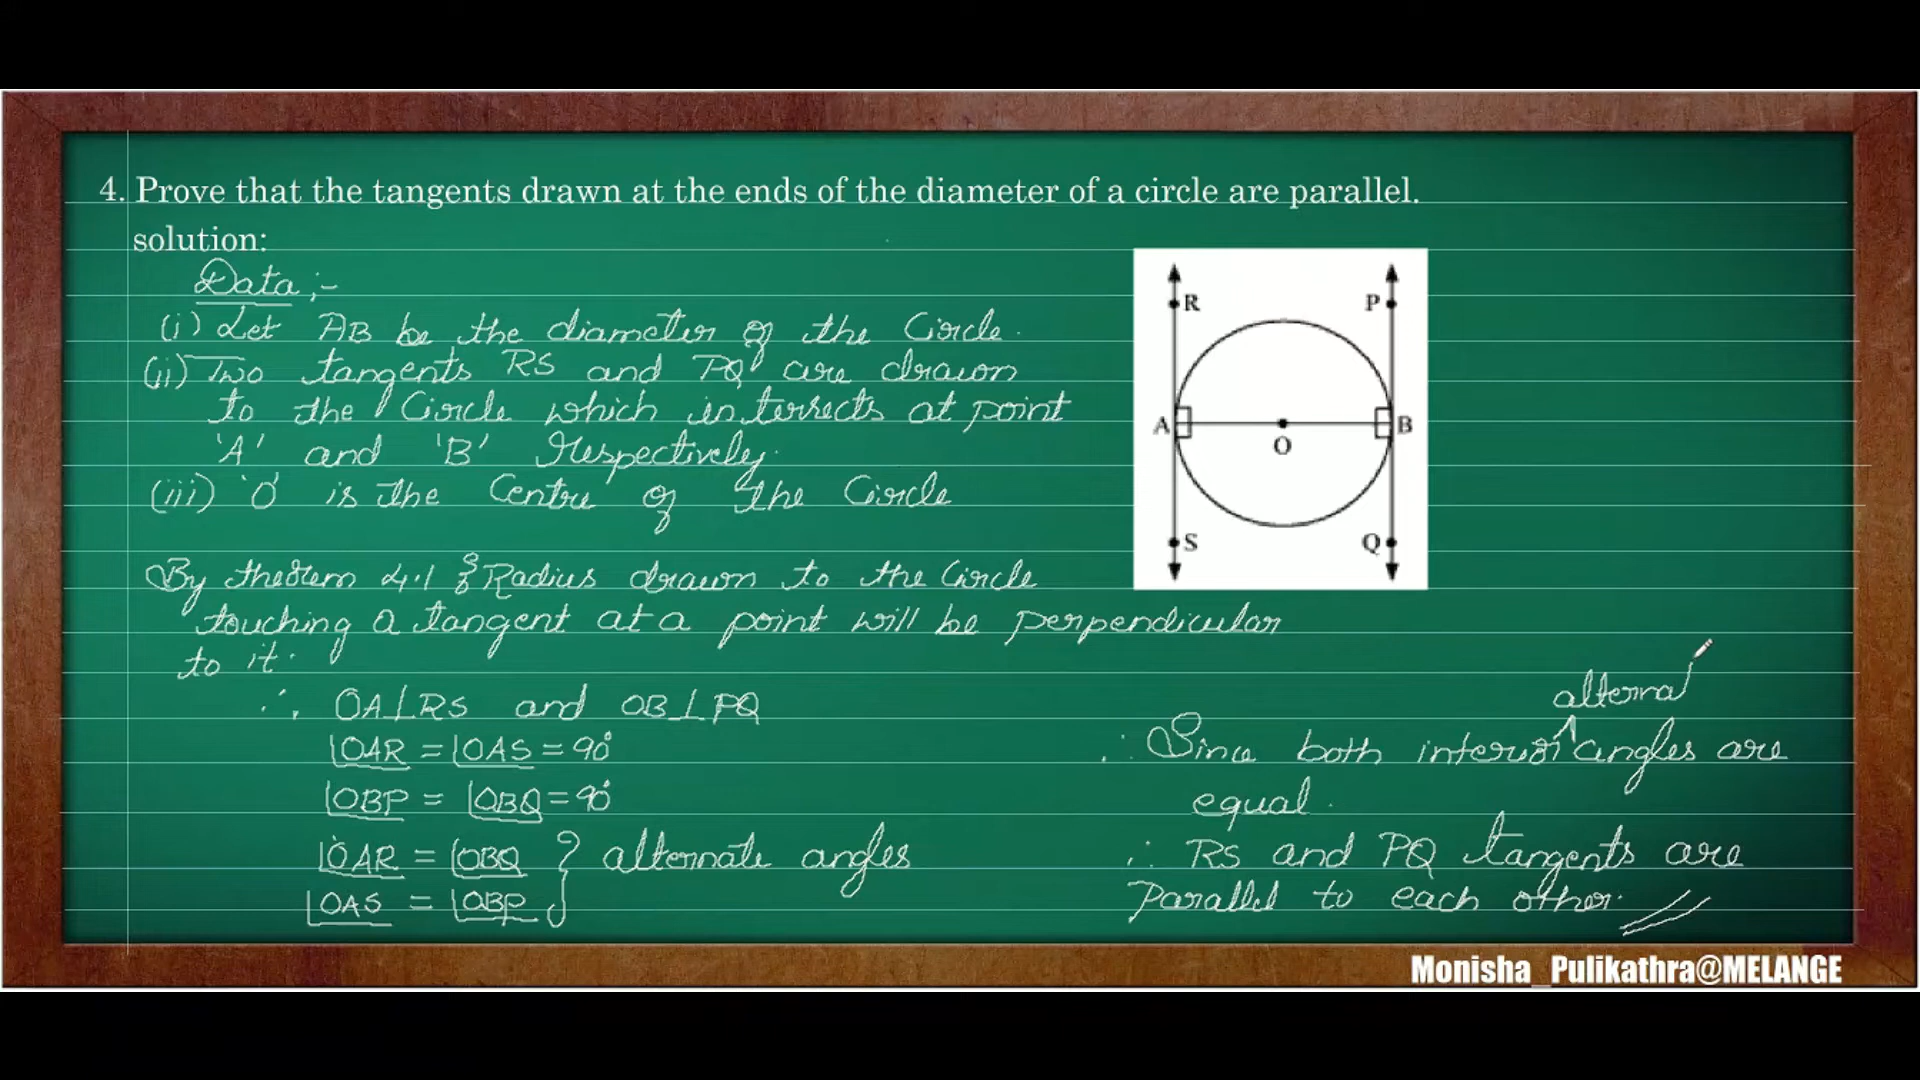 4. Prove that the tangents drawn at the ends of the diameter of a circle are parallel.
solution:
Data :-
(i) Let AB be the diameter of the Circle.
(ii) Two tangents RS and PQ are drawn
to the Circle which intersects at point
'A' and 'B' Respectively.
(iii) 'O' is the Centre of the Circle
R P
A O B
S Q
By theorem 4.1 Radius drawn to the Circle
touching a tangent at a point will be perpendicular
to it.
∴ OA⊥RS and OB⊥PQ
∠OAR = ∠OAS = 90°
∠OBP = ∠OBQ = 90°
∠OAR = ∠OBQ } alternate angles
∠OAS = ∠OBP
alterna
∴ Since both interior ^ angles are
equal.
∴ RS and PQ tangents are
Parallel to each other.
Monisha_Pulikathra@MELANGE